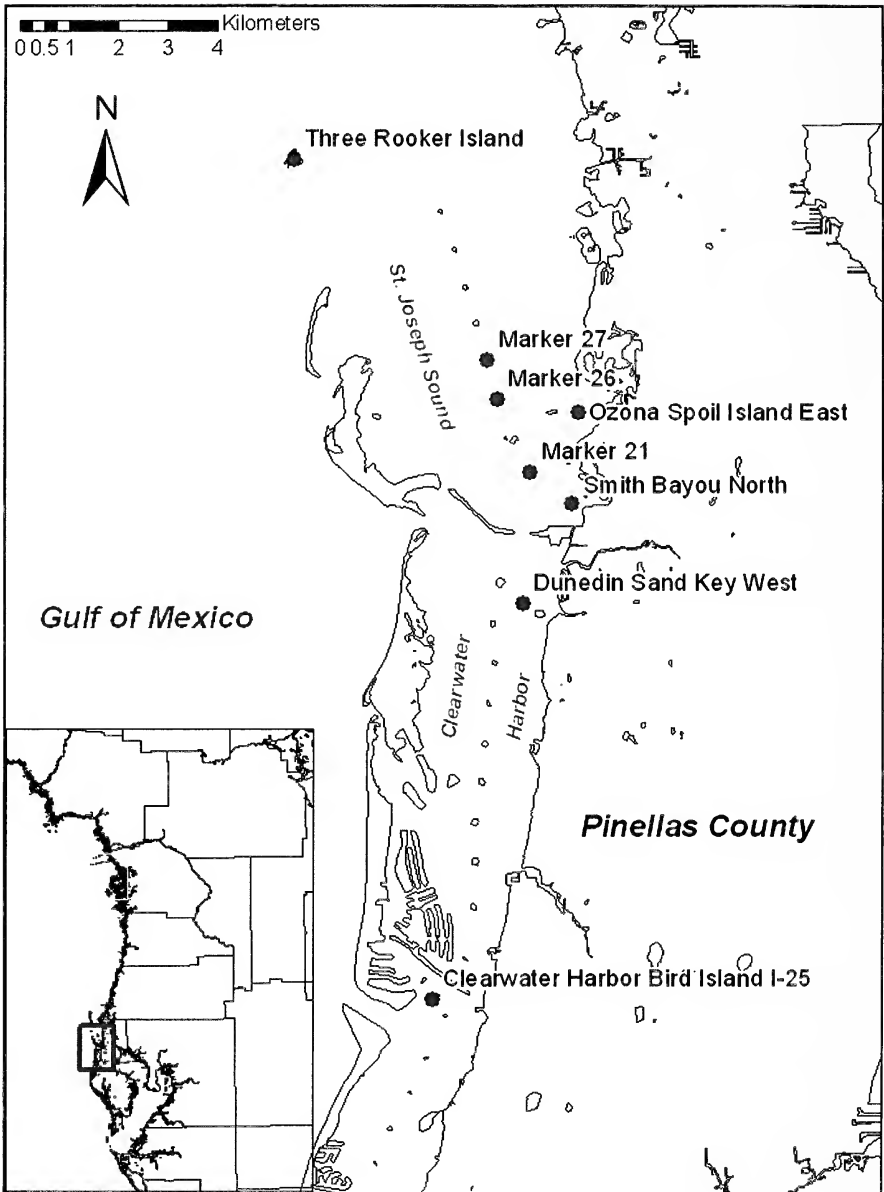 Kilometers
0 0.5 1 2 3 4
N
Three Rooker Island
St. Joseph Sound
Marker 27
Marker 26
Ozona Spoil Island East
Marker 21
Smith Bayou North
Dunedin Sand Key West
Gulf of Mexico
Clearwater
Harbor
Pinellas County
Clearwater Harbor Bird Island I-25